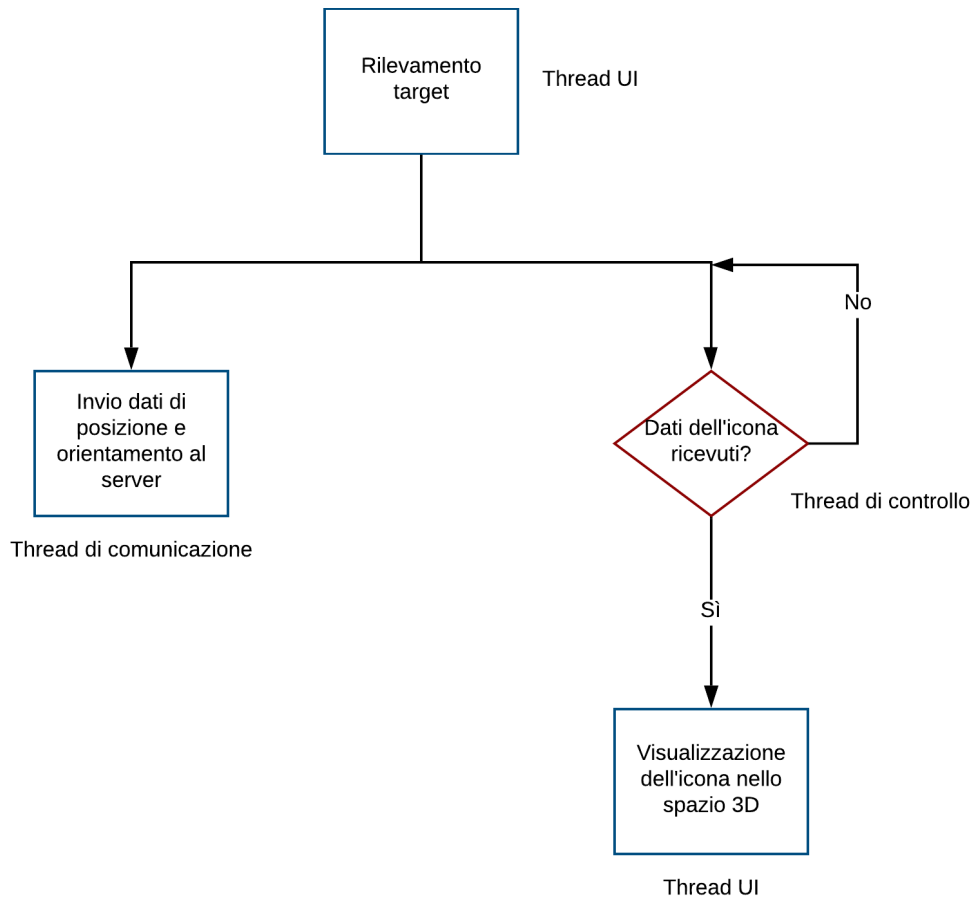 Rilevamento
target
Thread UI
No
Invio dati di
posizione e
orientamento al
server
Thread di comunicazione
Dati dell'icona
ricevuti?
Thread di controllo
Sì
Visualizzazione
dell'icona nello
spazio 3D
Thread UI